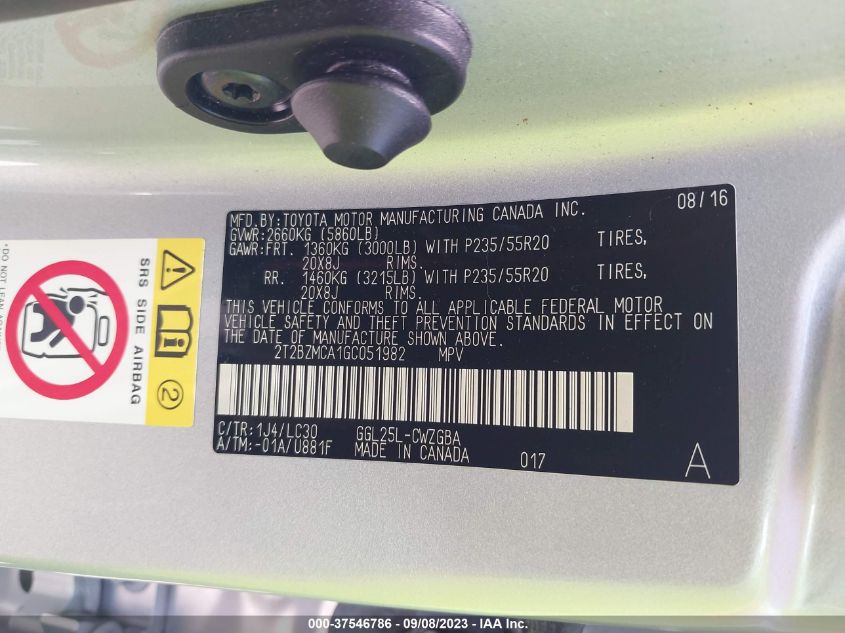 MFD.BY:TOYOTA MOTOR MANUFACTURING CANADA INC. 08/16
GVWR:2660KG (5860LB)
GAWR:FRT. 1360KG (3000LB) WITH P235/55R20 TIRES,
20X8J RIMS.
RR. 1460KG (3215LB) WITH P235/55R20 TIRES,
20X8J RIMS.
THIS VEHICLE CONFORMS TO ALL APPLICABLE FEDERAL MOTOR
VEHICLE SAFETY AND THEFT PREVENTION STANDARDS IN EFFECT ON
THE DATE OF MANUFACTURE SHOWN ABOVE.
2T2BZMCA1GC051982 MPV
C/TR:1J4/LC30 GGL25L-CWZGBA
A/TM:-01A/U881F MADE IN CANADA 017 A
SRS SIDE AIRBAG
2
•DO NOT LEAN AGAINST
000-37546786 - 09/08/2023 - IAA Inc.